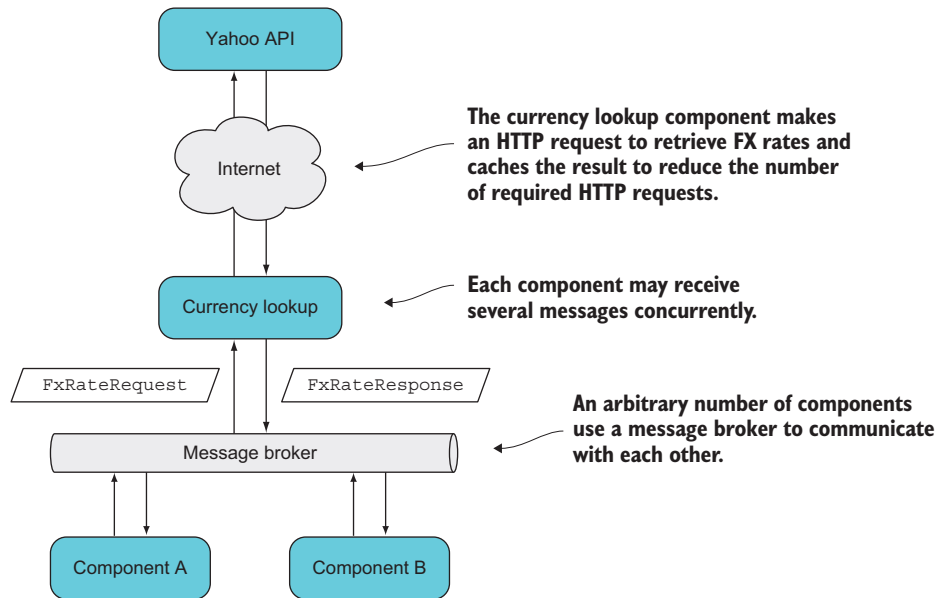 Yahoo API
The currency lookup component makes
an HTTP request to retrieve FX rates and
caches the result to reduce the number
of required HTTP requests.
Internet
Each component may receive
several messages concurrently.
Currency lookup
FxRateRequest
FxRateResponse
An arbitrary number of components
use a message broker to communicate
with each other.
Message broker
Component A
Component B